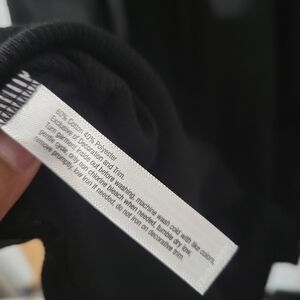 60% Cotton 40% Polyester
Exclusive of Decoration and Trim.
Turn garment inside out before washing, machine wash cold with like colors,
gentle cycle, only non chlorine bleach when needed, tumble dry low,
remove promptly, low iron if needed, do not iron on decorative trim.